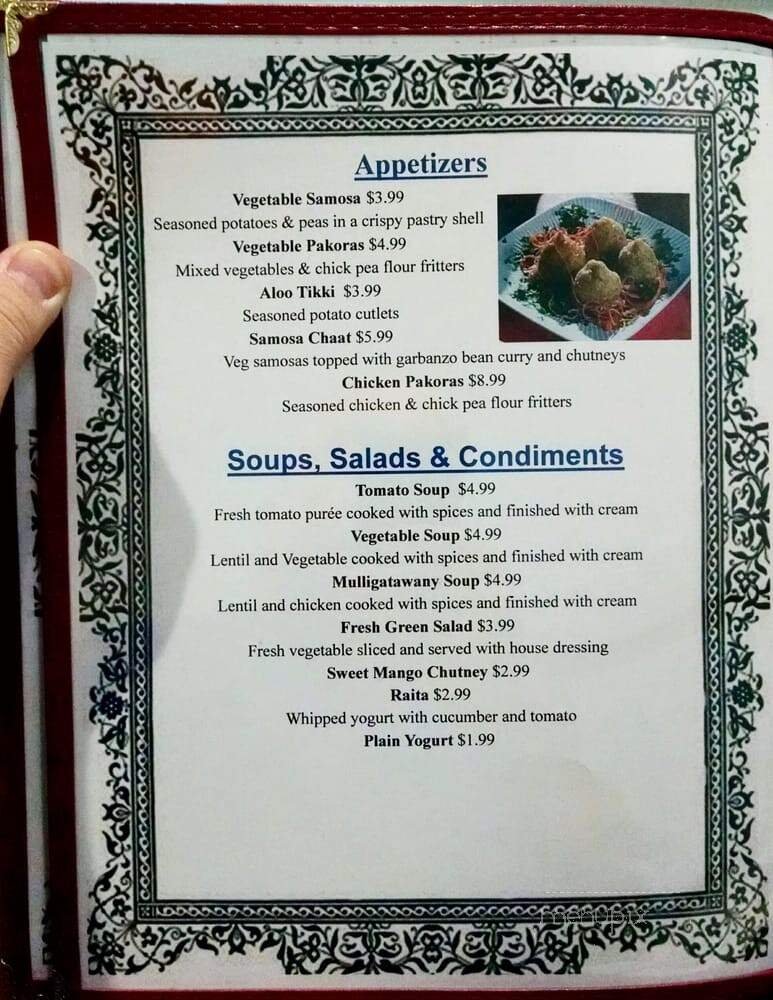 Appetizers
Vegetable Samosa $3.99
Seasoned potatoes & peas in a crispy pastry shell
Vegetable Pakoras $4.99
Mixed vegetables & chick pea flour fritters
Aloo Tikki $3.99
Seasoned potato cutlets
Samosa Chaat $5.99
Veg samosas topped with garbanzo bean curry and chutneys
Chicken Pakoras $8.99
Seasoned chicken & chick pea flour fritters
Soups, Salads & Condiments
Tomato Soup $4.99
Fresh tomato purée cooked with spices and finished with cream
Vegetable Soup $4.99
Lentil and Vegetable cooked with spices and finished with cream
Mulligatawany Soup $4.99
Lentil and chicken cooked with spices and finished with cream
Fresh Green Salad $3.99
Fresh vegetable sliced and served with house dressing
Sweet Mango Chutney $2.99
Raita $2.99
Whipped yogurt with cucumber and tomato
Plain Yogurt $1.99
menupix